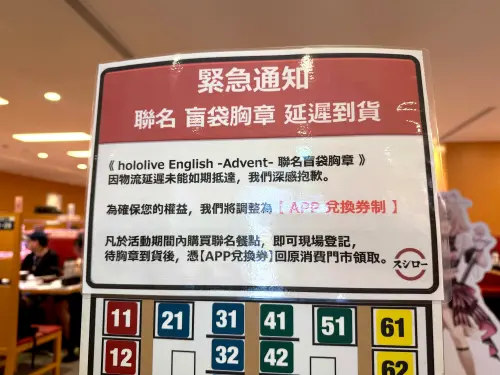 緊急通知
聯名 盲袋胸章 延遲到貨
《 hololive English -Advent- 聯名盲袋胸章 》
因物流延遲未能如期抵達，我們深感抱歉。
為確保您的權益，我們將調整為【 APP 兌換券制 】
凡於活動期間內購買聯名餐點，即可現場登記，
待胸章到貨後，憑【APP兌換券】回原消費門市領取。
スシロー
11 21 31 41 51 61
12 32 42 62